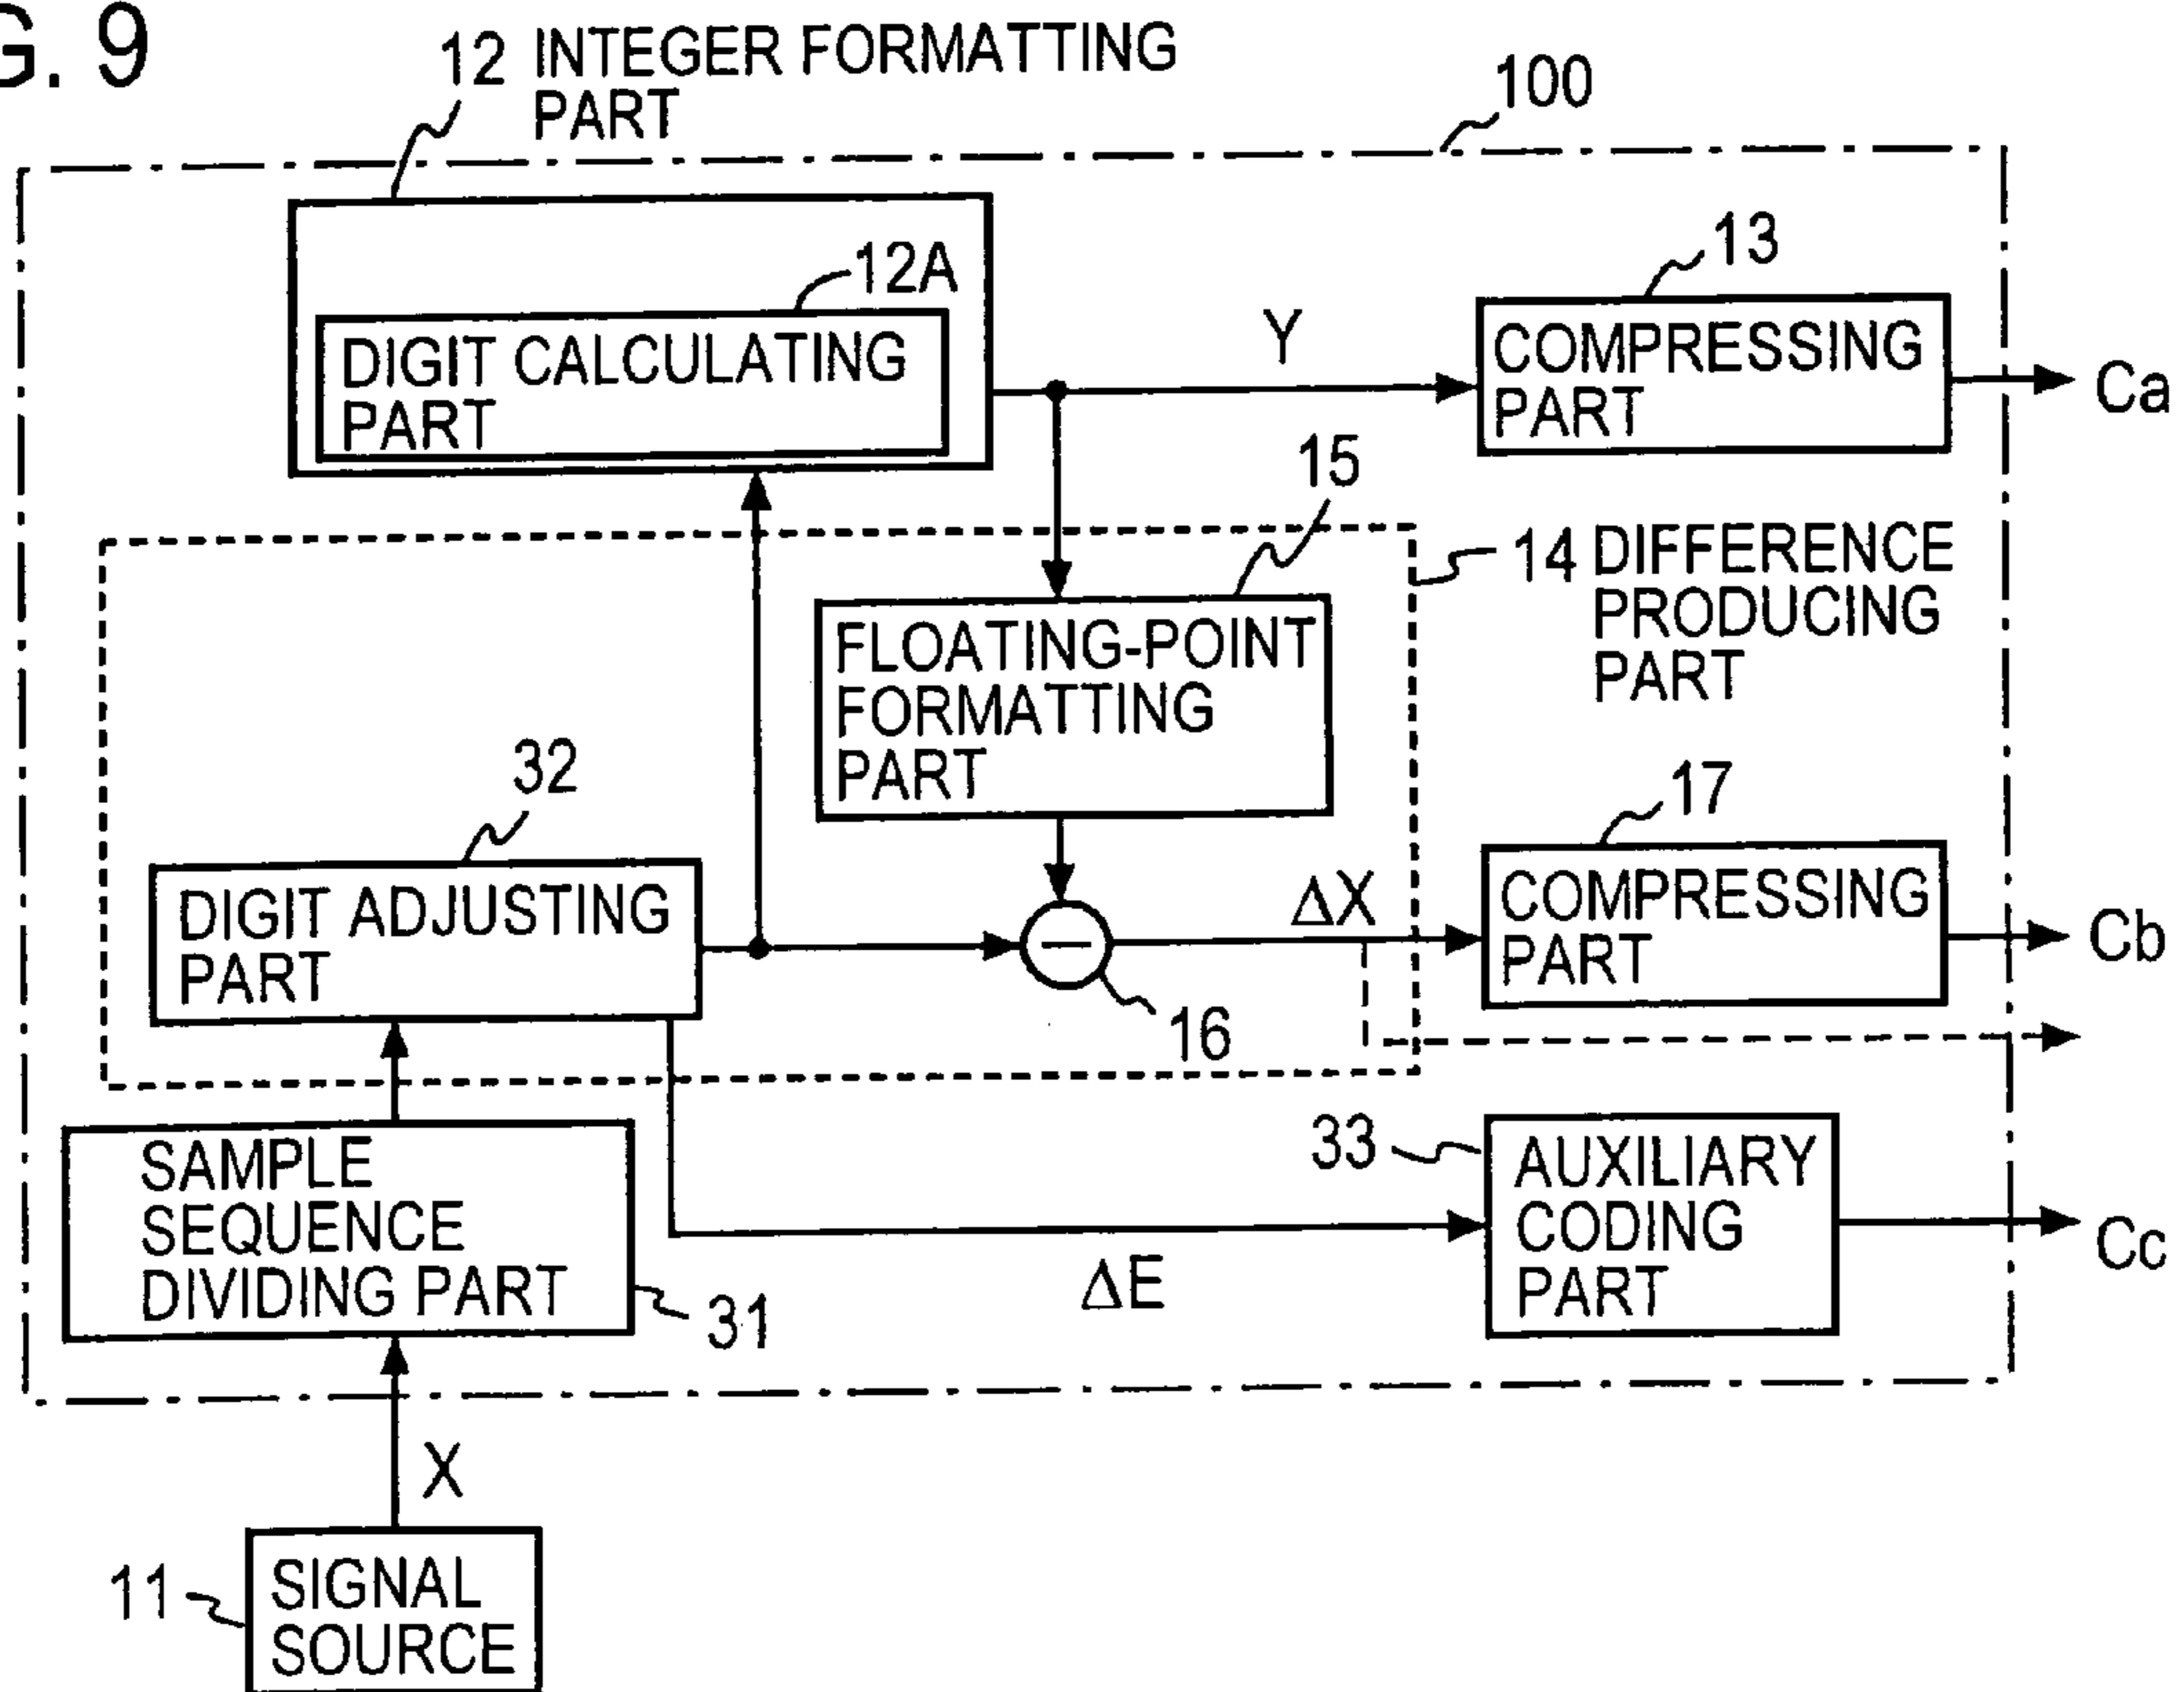 G. 9
12 INTEGER FORMATTING
PART
100
12A
DIGIT CALCULATING
PART
Y
13
COMPRESSING
PART
Ca
15
FLOATING-POINT
FORMATTING
PART
14 DIFFERENCE
PRODUCING
PART
32
DIGIT ADJUSTING
PART
16
ΔX
17
COMPRESSING
PART
Cb
SAMPLE
SEQUENCE
DIVIDING PART
31
ΔE
33
AUXILIARY
CODING
PART
Cc
X
11
SIGNAL
SOURCE